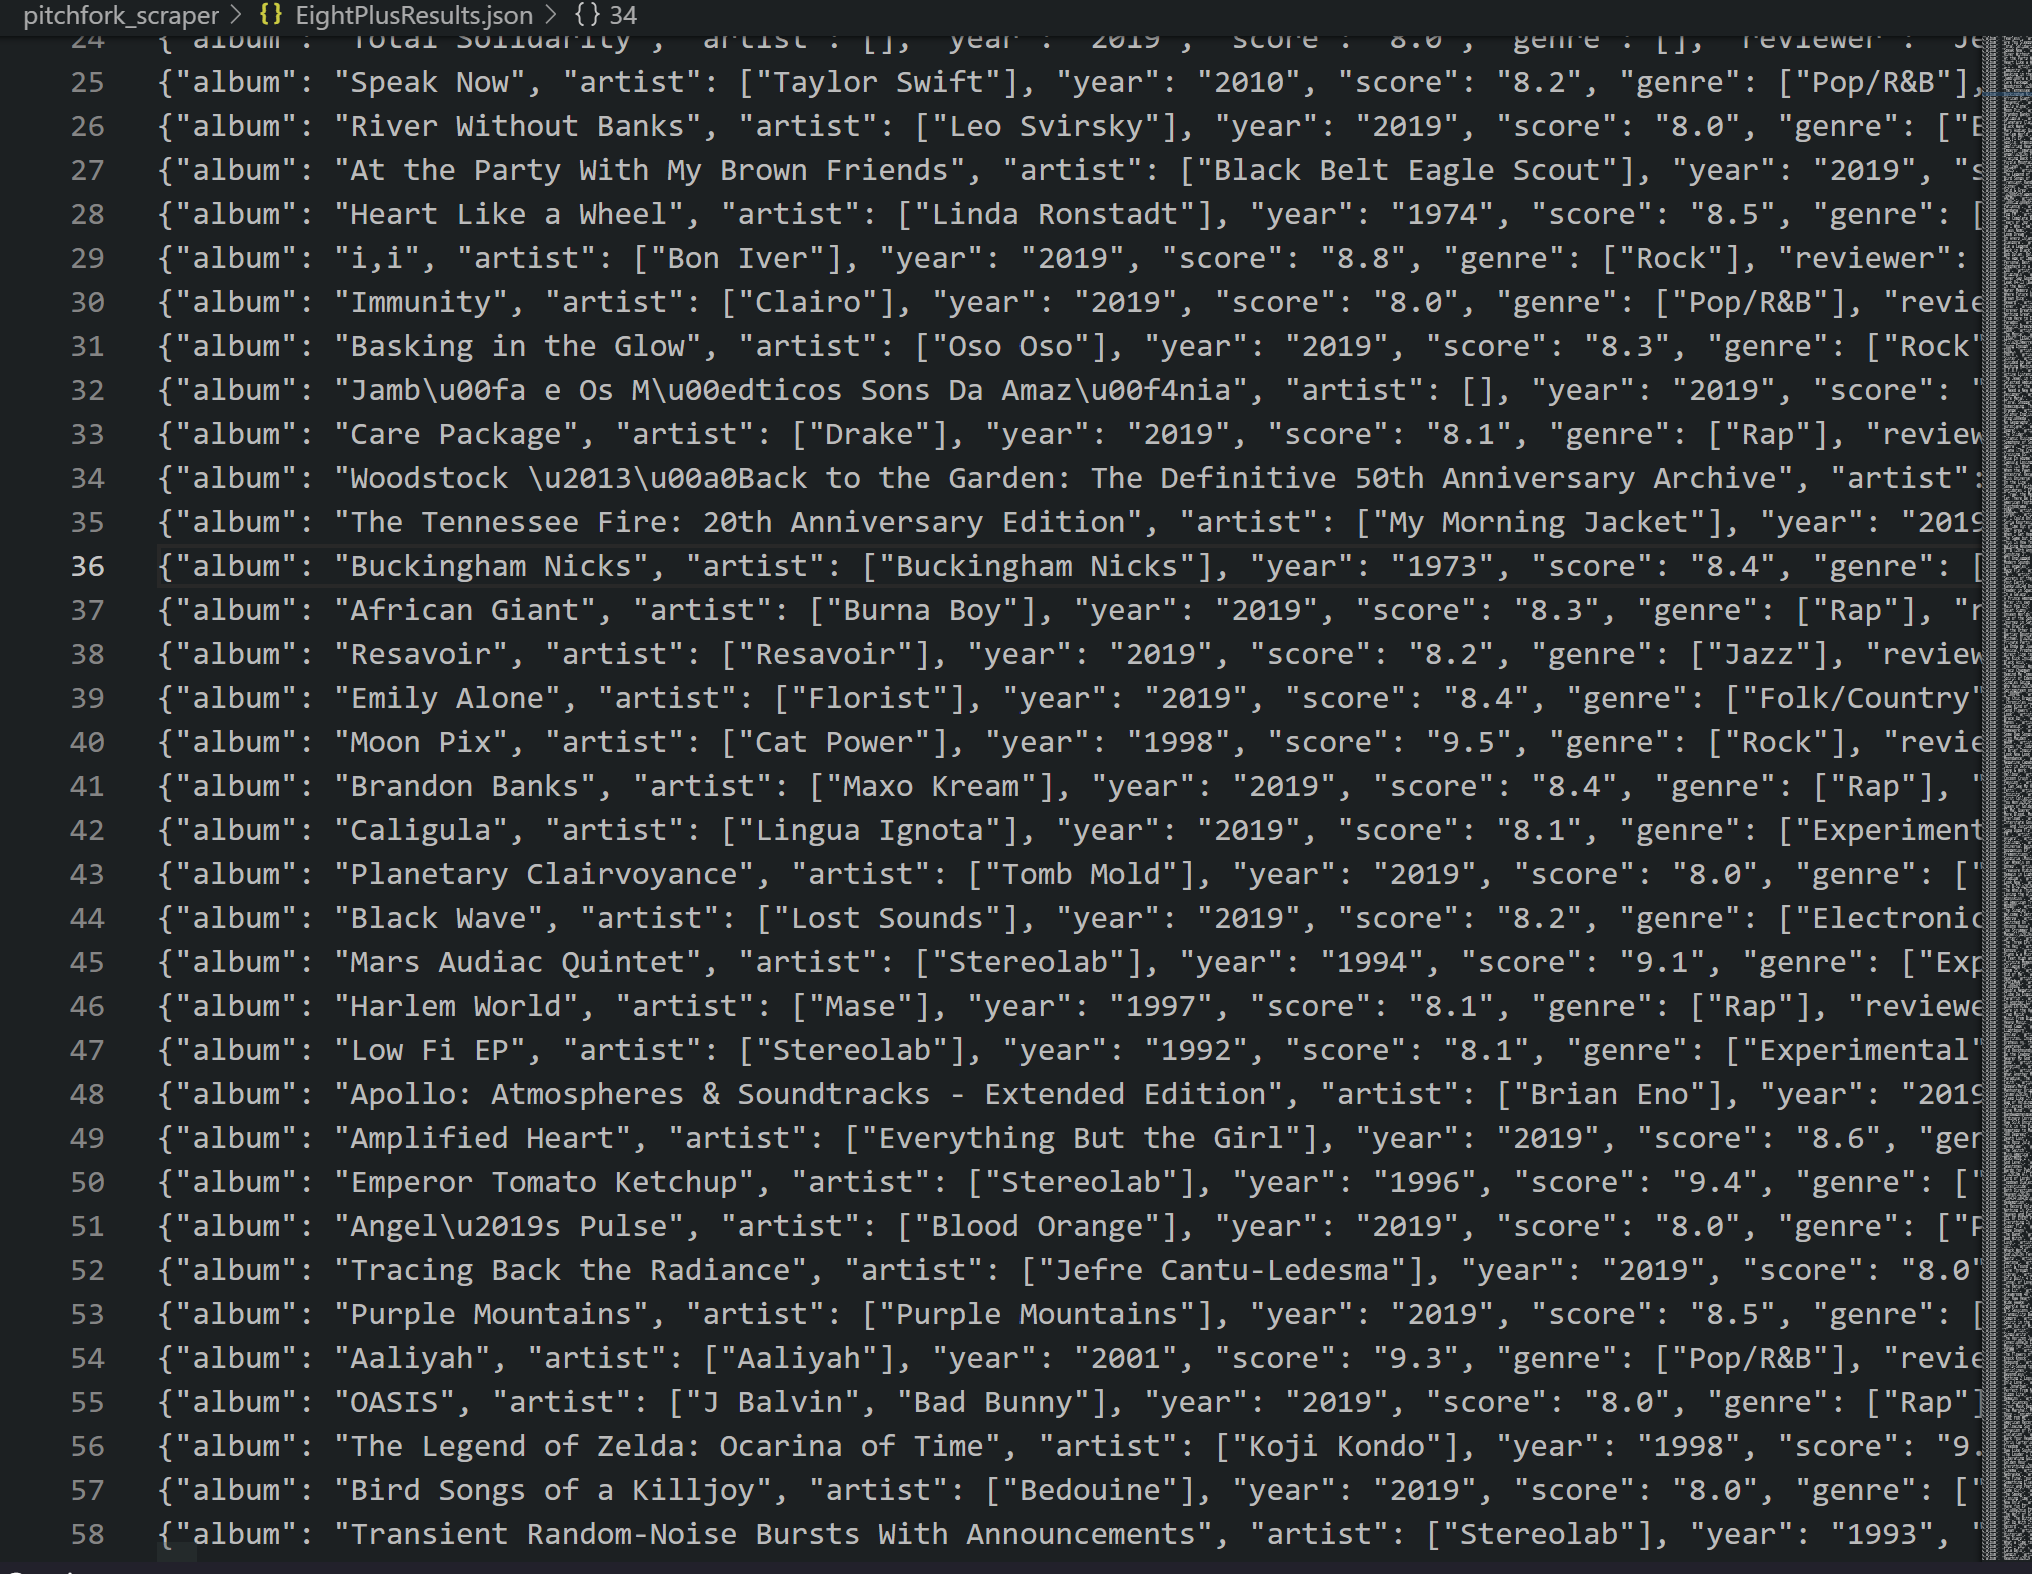 pitchfork_scraper > {} EightPlusResults.json > {} 34
24 {"album": "Total Solidarity", "artist": [], "year": "2019", "score": "8.0", "genre": [], "reviewer": "Je
25 {"album": "Speak Now", "artist": ["Taylor Swift"], "year": "2010", "score": "8.2", "genre": ["Pop/R&B"],
26 {"album": "River Without Banks", "artist": ["Leo Svirsky"], "year": "2019", "score": "8.0", "genre": ["E
27 {"album": "At the Party With My Brown Friends", "artist": ["Black Belt Eagle Scout"], "year": "2019", "s
28 {"album": "Heart Like a Wheel", "artist": ["Linda Ronstadt"], "year": "1974", "score": "8.5", "genre": [
29 {"album": "i,i", "artist": ["Bon Iver"], "year": "2019", "score": "8.8", "genre": ["Rock"], "reviewer":
30 {"album": "Immunity", "artist": ["Clairo"], "year": "2019", "score": "8.0", "genre": ["Pop/R&B"], "revie
31 {"album": "Basking in the Glow", "artist": ["Oso Oso"], "year": "2019", "score": "8.3", "genre": ["Rock"
32 {"album": "Jamb\u00fa e Os M\u00edticos Sons Da Amaz\u00f4nia", "artist": [], "year": "2019", "score": "
33 {"album": "Care Package", "artist": ["Drake"], "year": "2019", "score": "8.1", "genre": ["Rap"], "review
34 {"album": "Woodstock \u2013\u00a0Back to the Garden: The Definitive 50th Anniversary Archive", "artist":
35 {"album": "The Tennessee Fire: 20th Anniversary Edition", "artist": ["My Morning Jacket"], "year": "2019
36 {"album": "Buckingham Nicks", "artist": ["Buckingham Nicks"], "year": "1973", "score": "8.4", "genre": [
37 {"album": "African Giant", "artist": ["Burna Boy"], "year": "2019", "score": "8.3", "genre": ["Rap"], "r
38 {"album": "Resavoir", "artist": ["Resavoir"], "year": "2019", "score": "8.2", "genre": ["Jazz"], "review
39 {"album": "Emily Alone", "artist": ["Florist"], "year": "2019", "score": "8.4", "genre": ["Folk/Country"
40 {"album": "Moon Pix", "artist": ["Cat Power"], "year": "1998", "score": "9.5", "genre": ["Rock"], "revie
41 {"album": "Brandon Banks", "artist": ["Maxo Kream"], "year": "2019", "score": "8.4", "genre": ["Rap"], "
42 {"album": "Caligula", "artist": ["Lingua Ignota"], "year": "2019", "score": "8.1", "genre": ["Experiment
43 {"album": "Planetary Clairvoyance", "artist": ["Tomb Mold"], "year": "2019", "score": "8.0", "genre": ["
44 {"album": "Black Wave", "artist": ["Lost Sounds"], "year": "2019", "score": "8.2", "genre": ["Electronic
45 {"album": "Mars Audiac Quintet", "artist": ["Stereolab"], "year": "1994", "score": "9.1", "genre": ["Exp
46 {"album": "Harlem World", "artist": ["Mase"], "year": "1997", "score": "8.1", "genre": ["Rap"], "reviewe
47 {"album": "Low Fi EP", "artist": ["Stereolab"], "year": "1992", "score": "8.1", "genre": ["Experimental"
48 {"album": "Apollo: Atmospheres & Soundtracks - Extended Edition", "artist": ["Brian Eno"], "year": "2019
49 {"album": "Amplified Heart", "artist": ["Everything But the Girl"], "year": "2019", "score": "8.6", "gen
50 {"album": "Emperor Tomato Ketchup", "artist": ["Stereolab"], "year": "1996", "score": "9.4", "genre": ["
51 {"album": "Angel\u2019s Pulse", "artist": ["Blood Orange"], "year": "2019", "score": "8.0", "genre": ["P
52 {"album": "Tracing Back the Radiance", "artist": ["Jefre Cantu-Ledesma"], "year": "2019", "score": "8.0"
53 {"album": "Purple Mountains", "artist": ["Purple Mountains"], "year": "2019", "score": "8.5", "genre": [
54 {"album": "Aaliyah", "artist": ["Aaliyah"], "year": "2001", "score": "9.3", "genre": ["Pop/R&B"], "revie
55 {"album": "OASIS", "artist": ["J Balvin", "Bad Bunny"], "year": "2019", "score": "8.0", "genre": ["Rap"]
56 {"album": "The Legend of Zelda: Ocarina of Time", "artist": ["Koji Kondo"], "year": "1998", "score": "9.
57 {"album": "Bird Songs of a Killjoy", "artist": ["Bedouine"], "year": "2019", "score": "8.0", "genre": ["
58 {"album": "Transient Random-Noise Bursts With Announcements", "artist": ["Stereolab"], "year": "1993", "